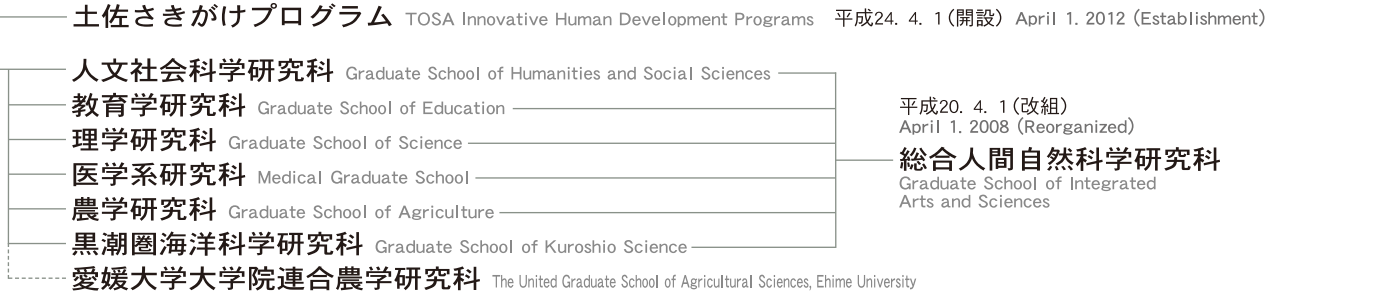 土佐さきがけプログラム TOSA Innovative Human Development Programs 平成24. 4. 1(開設) April 1. 2012 (Establishment)
人文社会科学研究科 Graduate School of Humanities and Social Sciences
教育学研究科 Graduate School of Education
理学研究科 Graduate School of Science
医学系研究科 Medical Graduate School
農学研究科 Graduate School of Agriculture
黒潮圏海洋科学研究科 Graduate School of Kuroshio Science
愛媛大学大学院連合農学研究科 The United Graduate School of Agricultural Sciences, Ehime University
平成20. 4. 1(改組)
April 1. 2008 (Reorganized)
総合人間自然科学研究科
Graduate School of Integrated
Arts and Sciences